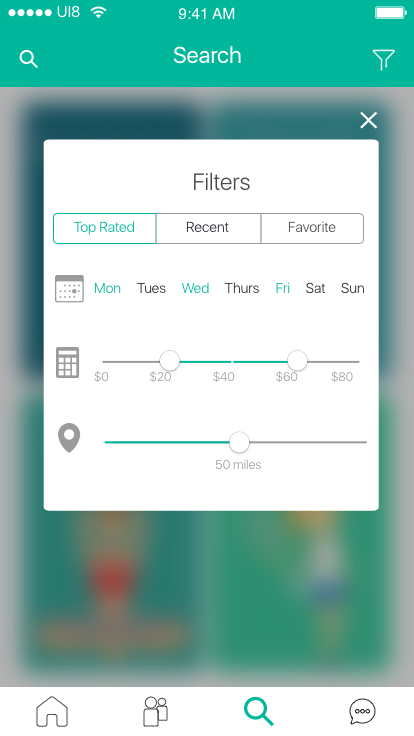 UI8 9:41 AM
Search
Filters
Top Rated Recent Favorite
Mon Tues Wed Thurs Fri Sat Sun
$0 $20 $40 $60 $80
50 miles